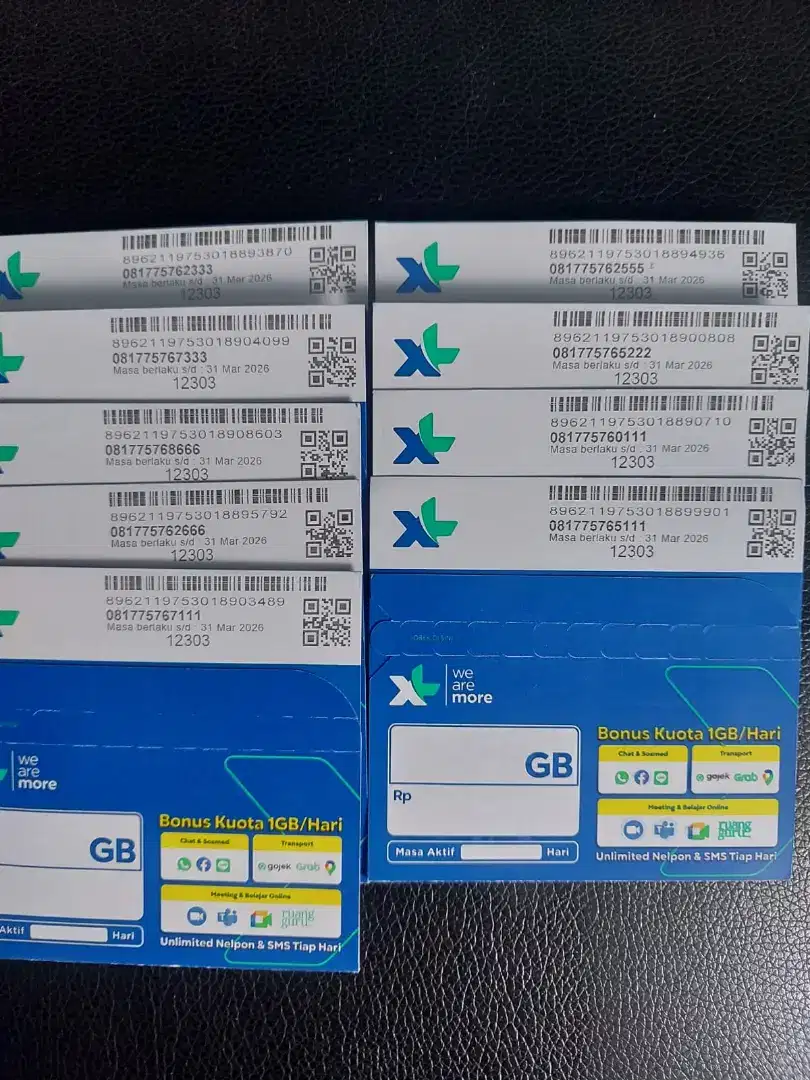 8962119753018893870
081775762333
Masa berlaku s/d : 31 Mar 2026
12303
8962119753018904099
081775767333
Masa berlaku s/d : 31 Mar 2026
12303
8962119753018908603
081775768666
Masa berlaku s/d : 31 Mar 2026
12303
8962119753018895792
081775762666
Masa berlaku s/d : 31 Mar 2026
12303
8962119753018903489
081775767111
Masa berlaku s/d : 31 Mar 2026
12303
we
are
more
GB
Aktif
Hari
Bonus Kuota 1GB/Hari
Chat & Sosmed
Transport
gojek Grab
Meeting & Belajar Online
ruang
guru
Unlimited Nelpon & SMS Tiap Hari
XL
8962119753018894936
081775762555
Masa berlaku s/d : 31 Mar 2026
12303
XL
8962119753018900808
081775765222
Masa berlaku s/d : 31 Mar 2026
12303
XL
8962119753018890710
081775760111
Masa berlaku s/d : 31 Mar 2026
12303
XL
8962119753018899901
081775765111
Masa berlaku s/d : 31 Mar 2026
12303
XL
we
are
more
GB
Rp
Masa Aktif
Hari
Bonus Kuota 1GB/Hari
Chat & Sosmed
Transport
gojek Grab
Meeting & Belajar Online
ruang
guru
Unlimited Nelpon & SMS Tiap Hari